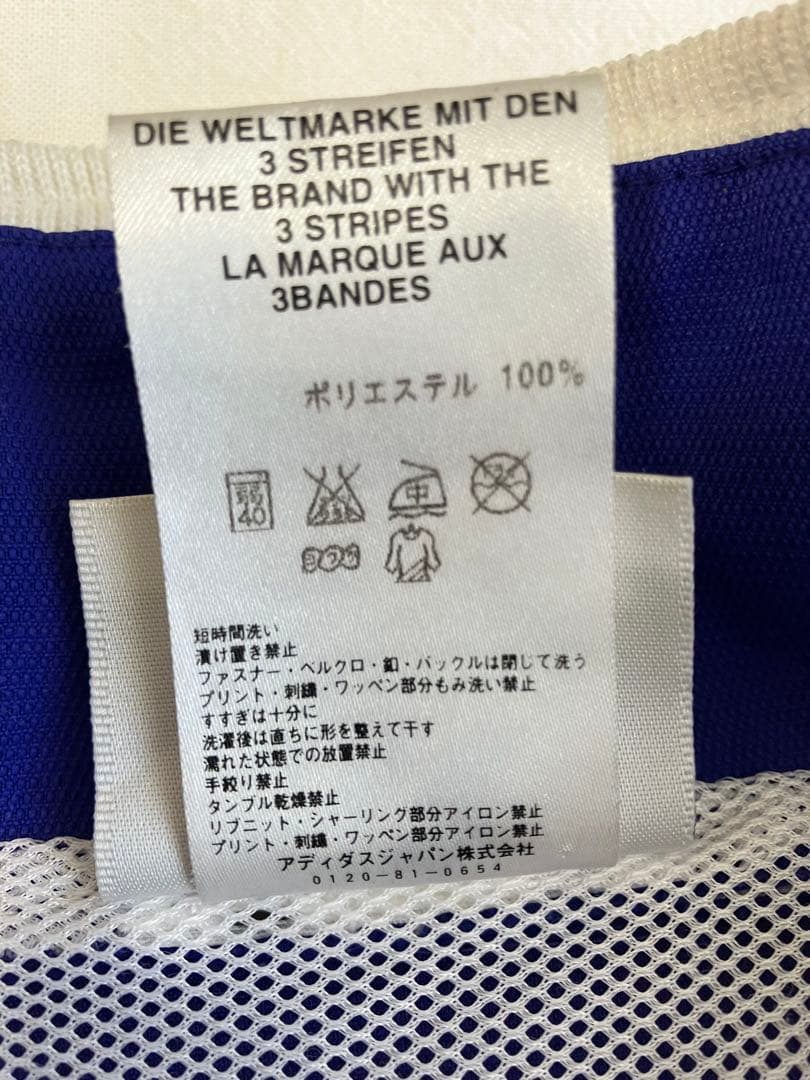 DIE WELTMARKE MIT DEN
3 STREIFEN
THE BRAND WITH THE
3 STRIPES
LA MARQUE AUX
3BANDES
ポリエステル 100%
弱
40
中
短時間洗い
漬け置き禁止
ファスナー・ベルクロ・釦・バックルは閉じて洗う
プリント・刺繍・ワッペン部分もみ洗い禁止
すすぎは十分に
洗濯後は直ちに形を整えて干す
濡れた状態での放置禁止
手絞り禁止
タンブル乾燥禁止
リブニット・シャーリング部分アイロン禁止
プリント・刺繍・ワッペン部分アイロン禁止
アディダスジャパン株式会社
0120-81-0654